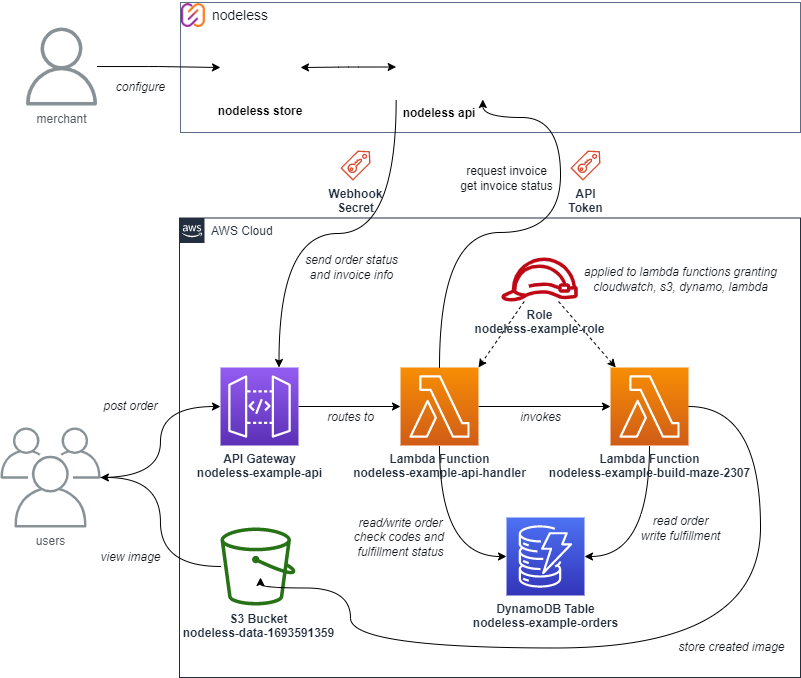 nodeless
configure
merchant
nodeless store
nodeless api
Webhook
Secret
request invoice
get invoice status
API
Token
aws
AWS Cloud
send order status
and invoice info
applied to lambda functions granting
cloudwatch, s3, dynamo, lambda
Role
nodeless-example-role
post order
routes to
invokes
API Gateway
nodeless-example-api
Lambda Function
nodeless-example-api-handler
Lambda Function
nodeless-example-build-maze-2307
users
view image
read/write order
check codes and
fulfillment status
read order
write fulfillment
S3 Bucket
nodeless-data-1693591359
DynamoDB Table
nodeless-example-orders
store created image